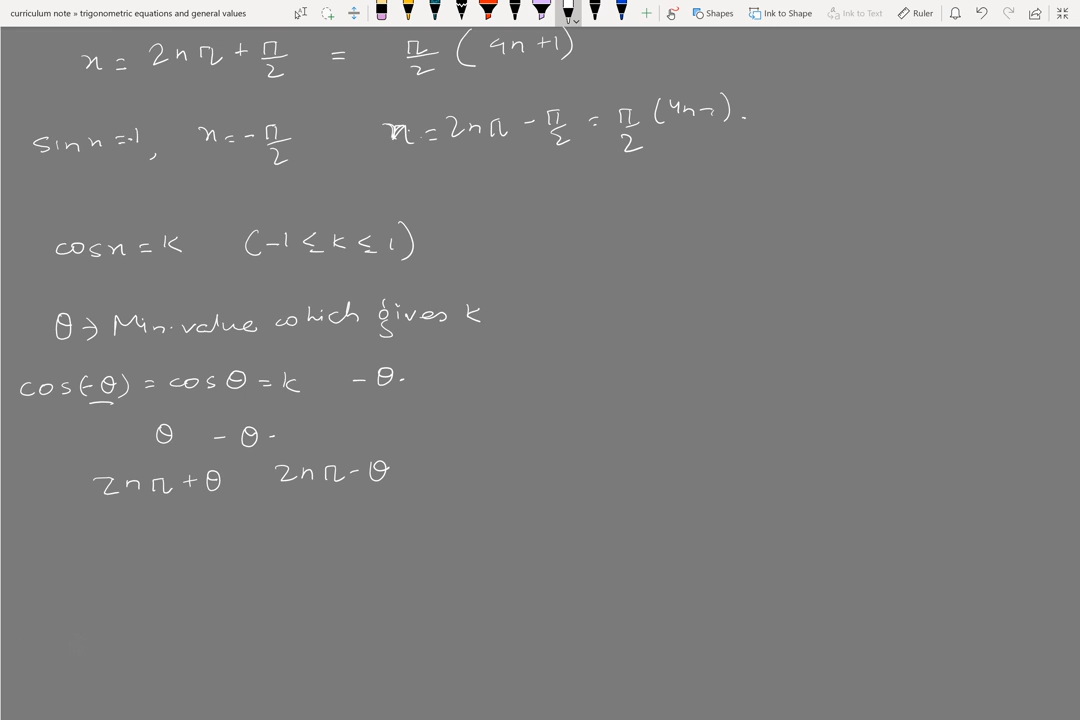 curriculum note » trigonometric equations and general values
Shapes Ink to Shape Ink to Text Ruler
x = 2nπ + π/2 = π/2 (4n+1)
sin x = -1, x = -π/2 x = 2nπ - π/2 = π/2 (4n-1).
cos x = k (-1 ≤ k ≤ 1)
θ → Min. value which gives k
cos(-θ) = cos θ = k -θ.
θ -θ.
2nπ + θ 2nπ - θ